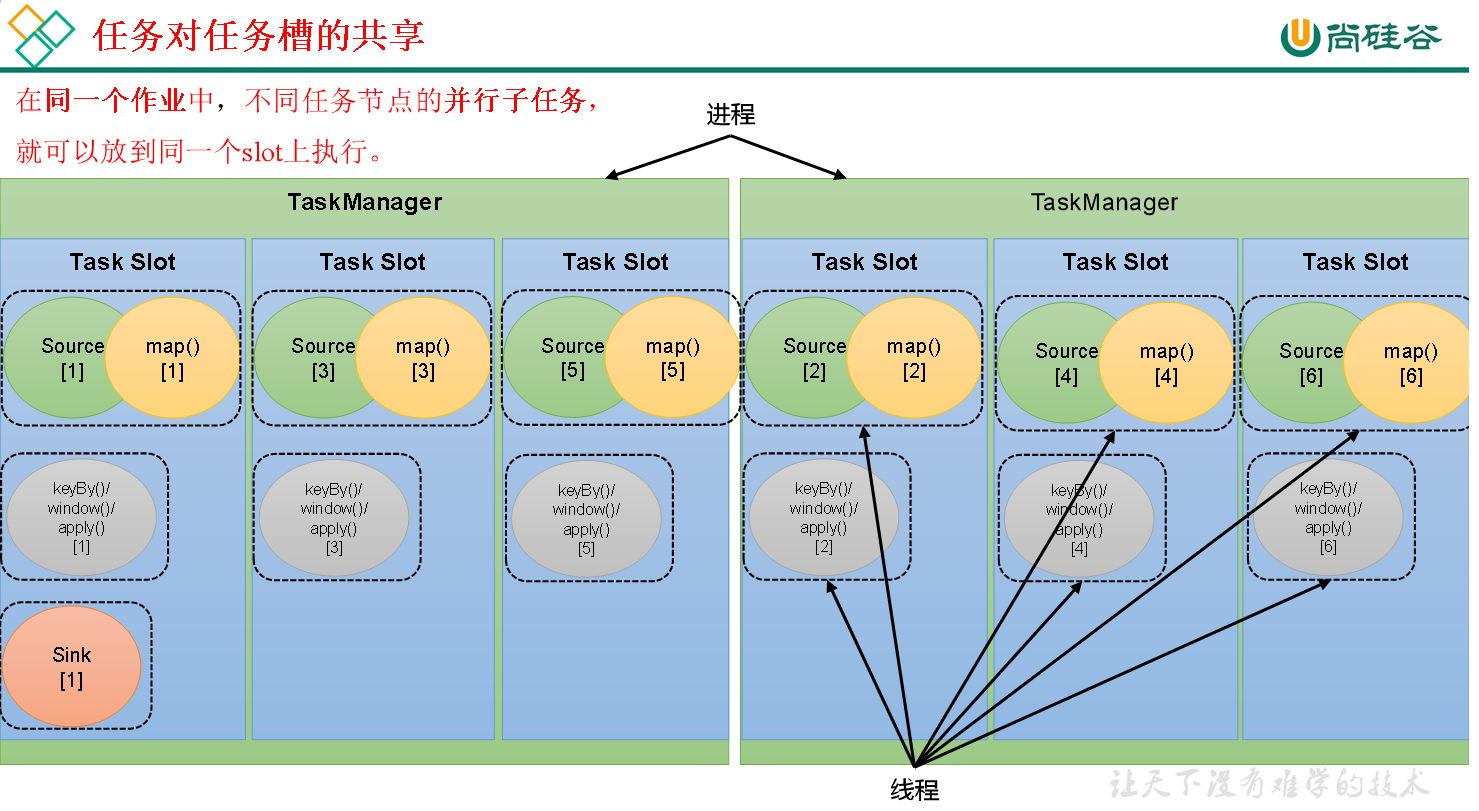 任务对任务槽的共享
尚硅谷
在同一个作业中，不同任务节点的并行子任务，
就可以放到同一个slot上执行。
进程
TaskManager
TaskManager
Task Slot
Task Slot
Task Slot
Task Slot
Task Slot
Task Slot
Source
[1]
map()
[1]
Source
[3]
map()
[3]
Source
[5]
map()
[5]
Source
[2]
map()
[2]
Source
[4]
map()
[4]
Source
[6]
map()
[6]
keyBy()/
window()/
apply()
[1]
keyBy()/
window()/
apply()
[3]
keyBy()/
window()/
apply()
[5]
keyBy()/
window()/
apply()
[2]
keyBy()/
window()/
apply()
[4]
keyBy()/
window()/
apply()
[6]
Sink
[1]
线程
让天下没有难学的技术